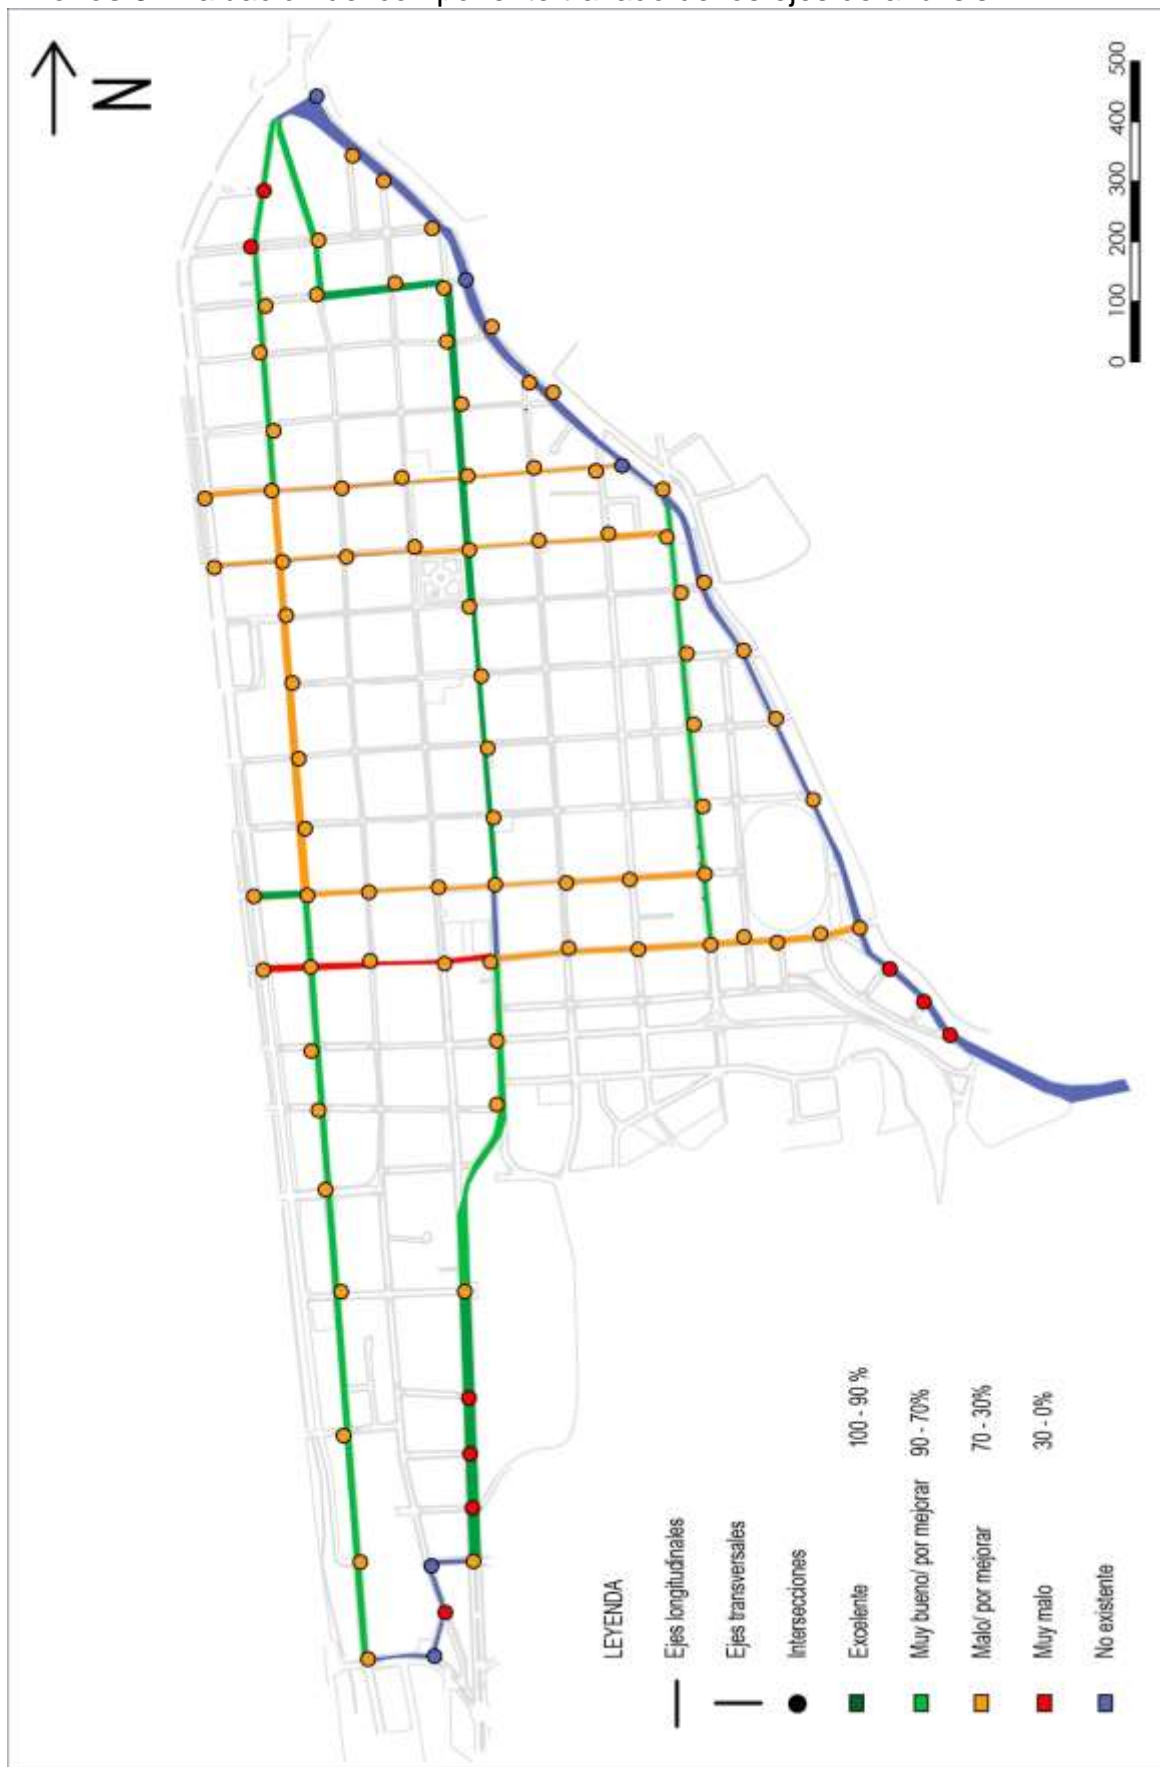 N
0 100 200 300 400 500
LEYENDA
Ejes longitudinales
Ejes transversales
Intersecciones
Excelente 100 - 90 %
Muy bueno/ por mejorar 90 - 70%
Malo/ por mejorar 70 - 30%
Muy malo 30 - 0%
No existente